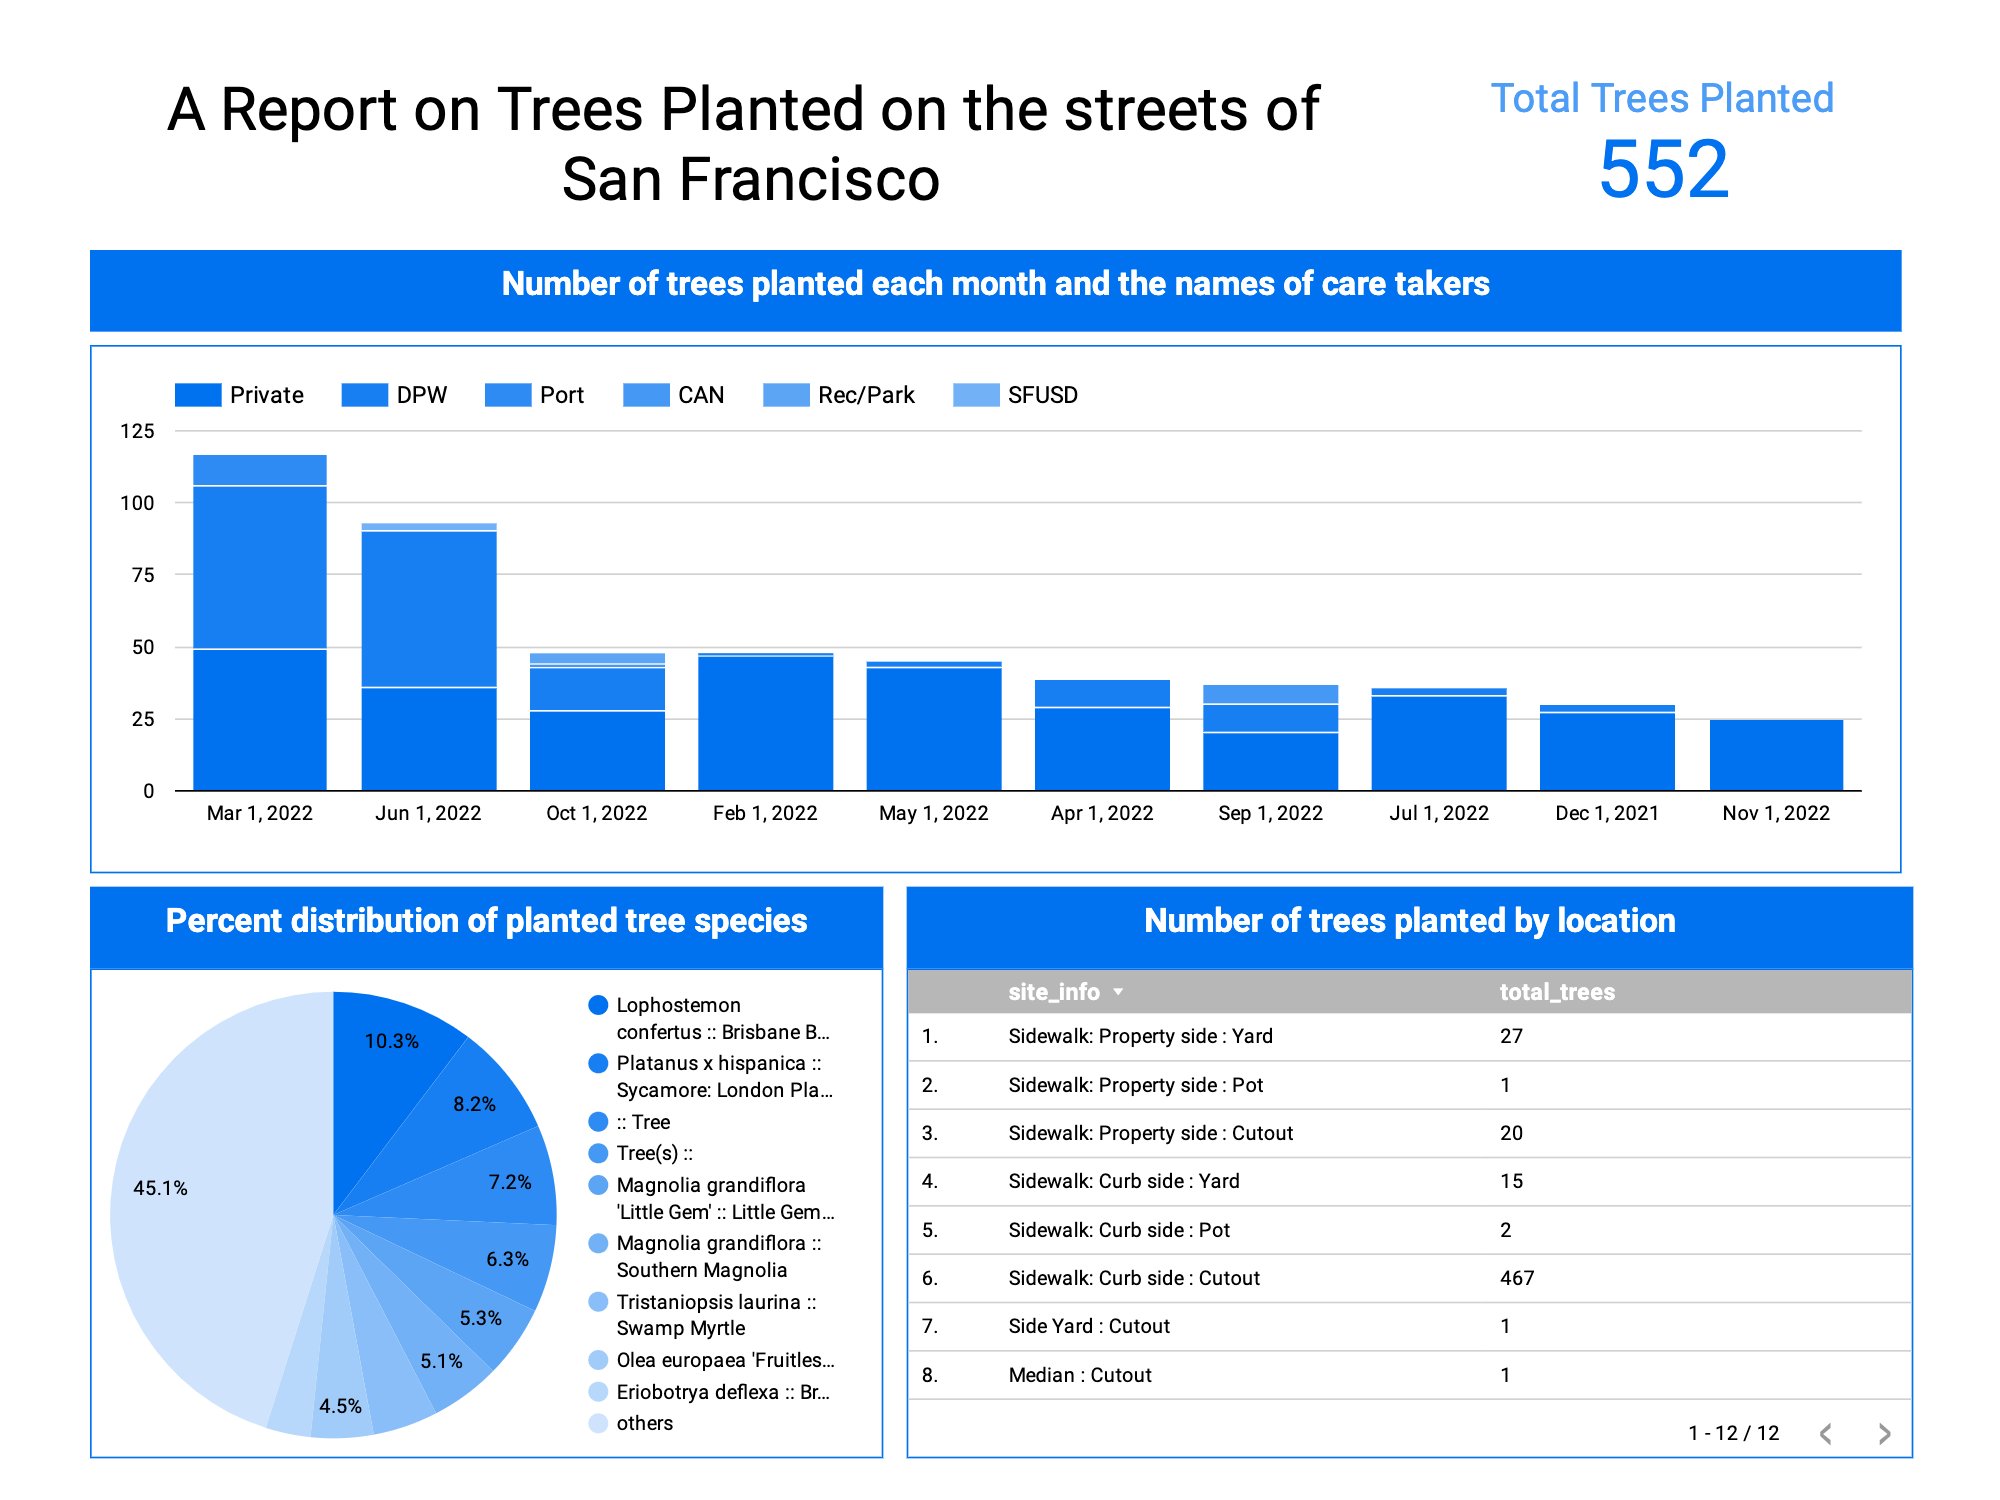 A Report on Trees Planted on the streets of
San Francisco
Total Trees Planted
552
Number of trees planted each month and the names of care takers
Private DPW Port CAN Rec/Park SFUSD
125
100
75
50
25
0
Mar 1, 2022 Jun 1, 2022 Oct 1, 2022 Feb 1, 2022 May 1, 2022 Apr 1, 2022 Sep 1, 2022 Jul 1, 2022 Dec 1, 2021 Nov 1, 2022
Percent distribution of planted tree species
10.3%
8.2%
7.2%
6.3%
5.3%
5.1%
4.5%
45.1%
Lophostemon
confertus :: Brisbane B...
Platanus x hispanica ::
Sycamore: London Pla...
:: Tree
Tree(s) ::
Magnolia grandiflora
'Little Gem' :: Little Gem...
Magnolia grandiflora ::
Southern Magnolia
Tristaniopsis laurina ::
Swamp Myrtle
Olea europaea 'Fruitles...
Eriobotrya deflexa :: Br...
others
Number of trees planted by location
site_info total_trees
1. Sidewalk: Property side : Yard 27
2. Sidewalk: Property side : Pot 1
3. Sidewalk: Property side : Cutout 20
4. Sidewalk: Curb side : Yard 15
5. Sidewalk: Curb side : Pot 2
6. Sidewalk: Curb side : Cutout 467
7. Side Yard : Cutout 1
8. Median : Cutout 1
1 - 12 / 12